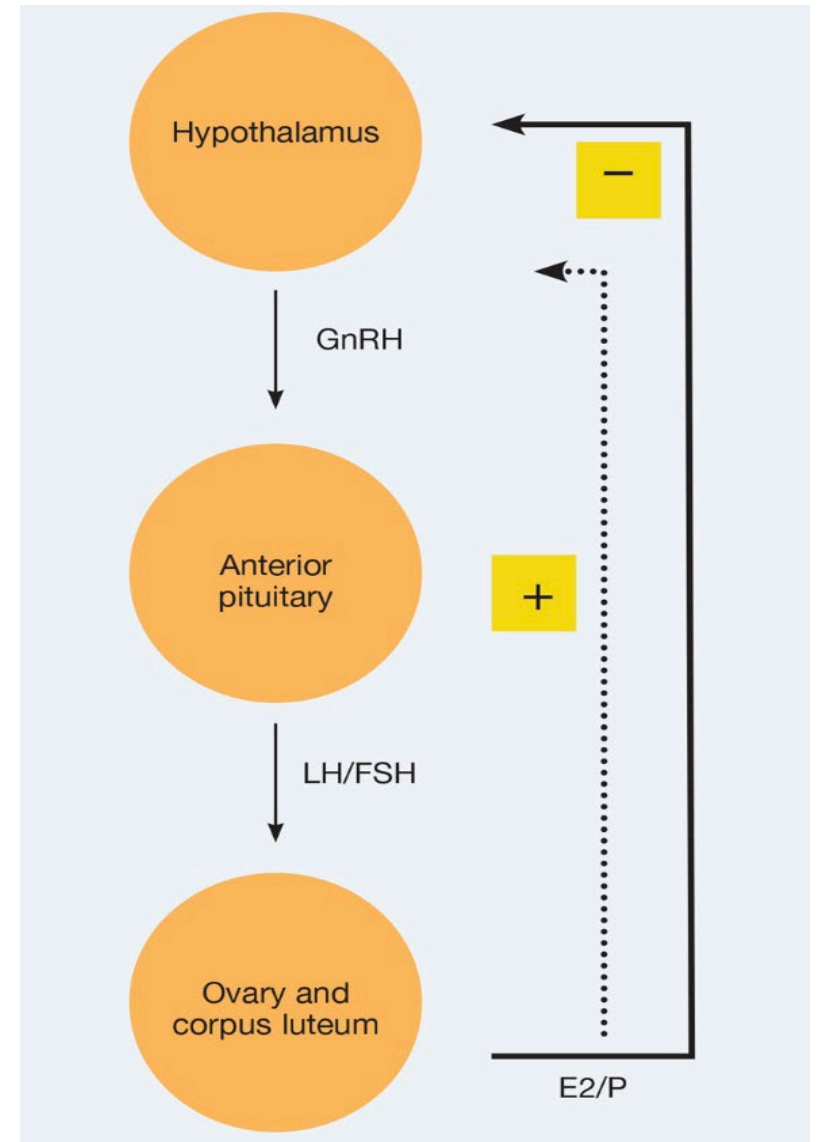 Hypothalamus
−
GnRH
Anterior
pituitary
+
LH/FSH
Ovary and
corpus luteum
E2/P